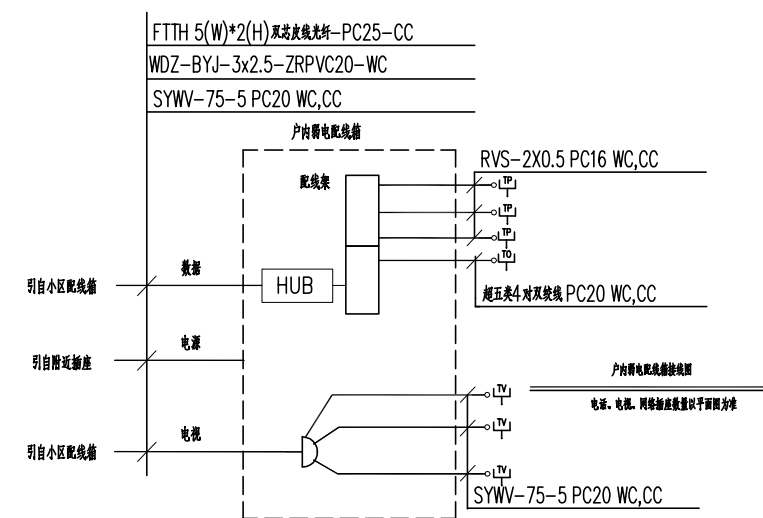 FTTH 5(W)*2(H)双芯皮线光纤-PC25-CC
WDZ-BYJ-3x2.5-ZRPVC20-WC
SYWV-75-5 PC20 WC,CC
户内弱电配线箱
RVS-2X0.5 PC16 WC,CC
配线架
TP
TP
TP
TO
数据
引自小区配线箱
HUB
超五类4对双绞线 PC20 WC,CC
电源
引自附近插座
户内弱电配线箱接线图
电话、电视、网络插座数量以平面图为准
TV
TV
电视
引自小区配线箱
TV
SYWV-75-5 PC20 WC,CC